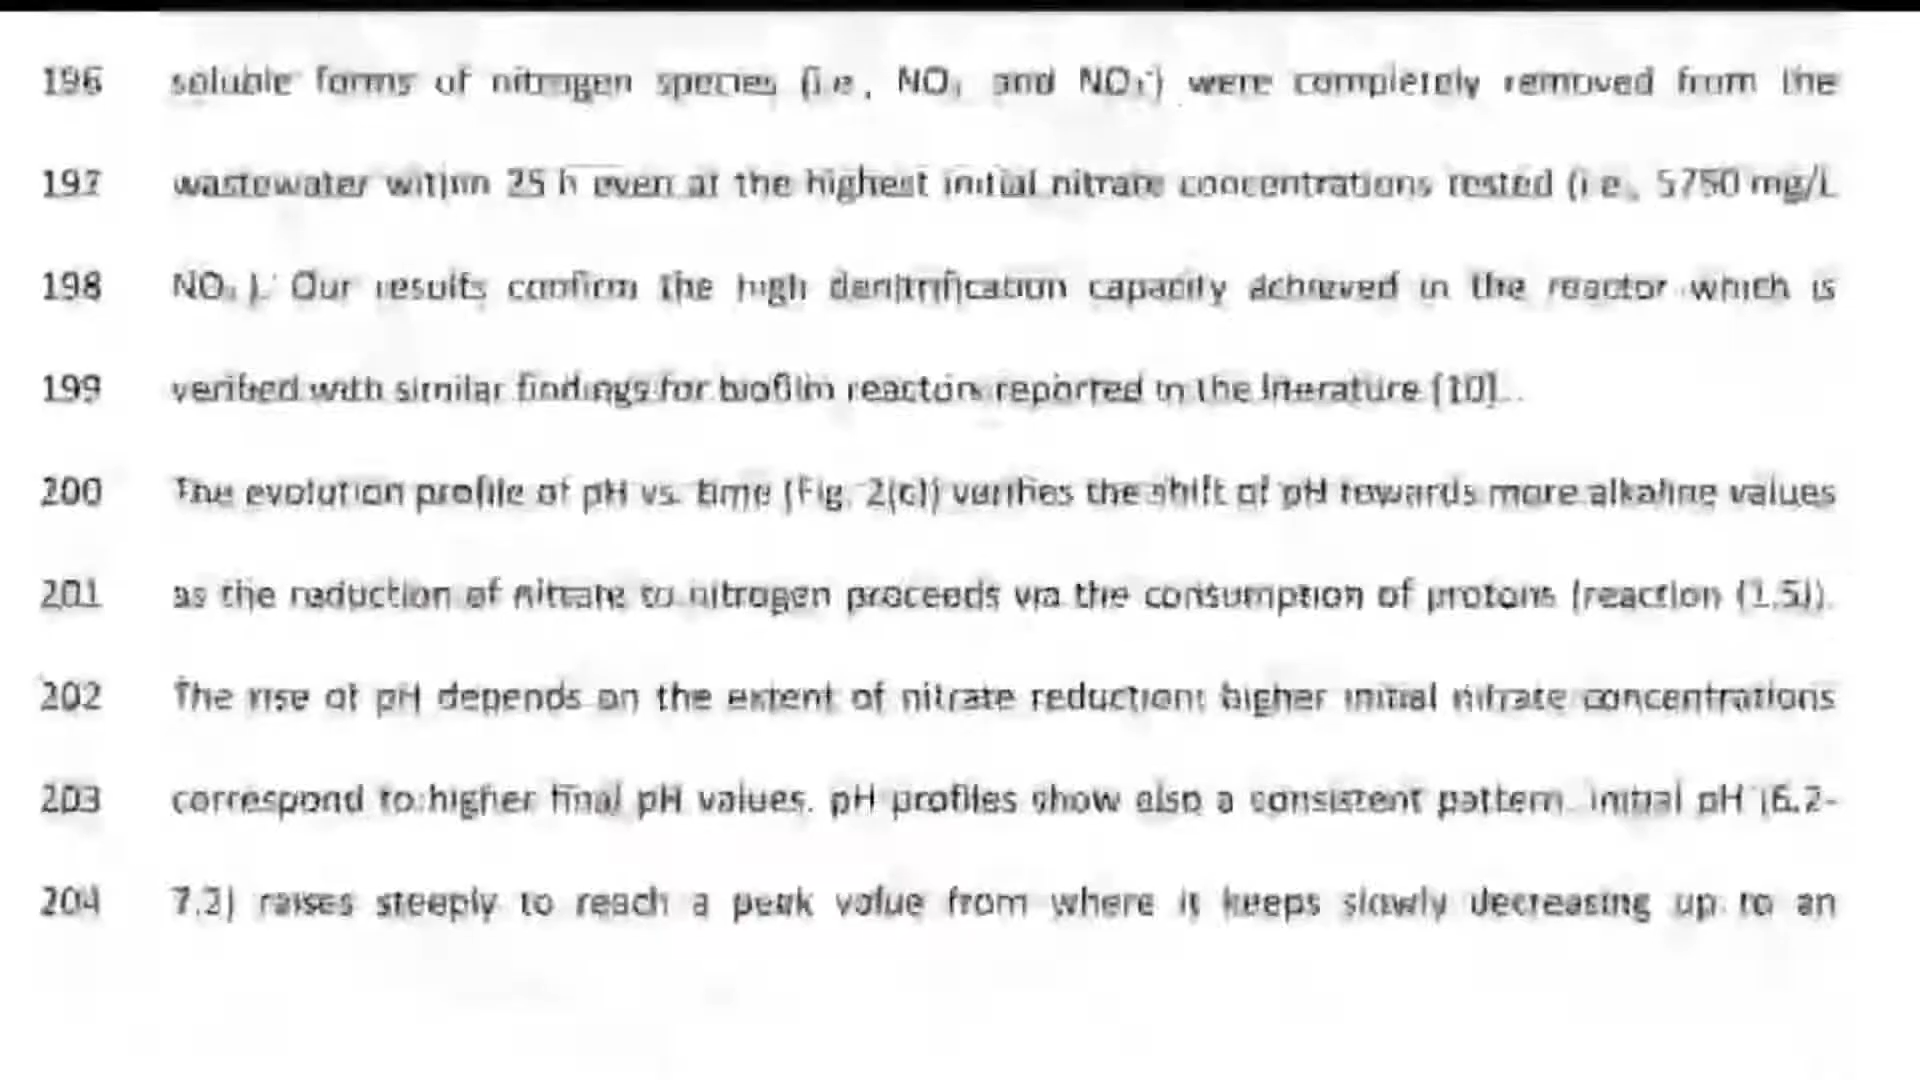 196 soluble forms of nitrogen species (i.e., NO₃ and NO₂⁻) were completely removed from the
197 wastewater within 25 h even at the highest initial nitrate concentrations tested (i.e., 5750 mg/L
198 NO₃ ). Our results confirm the high denitrification capacity achieved in the reactor which is
199 verified with similar findings for biofilm reactors reported in the literature [10].
200 The evolution profile of pH vs. time (Fig. 2(c)) verifies the shift of pH towards more alkaline values
201 as the reduction of nitrate to nitrogen proceeds via the consumption of protons (reaction (1.5)).
202 The rise of pH depends on the extent of nitrate reduction: higher initial nitrate concentrations
203 correspond to higher final pH values. pH profiles show also a consistent pattern. Initial pH (6.2-
204 7.2) raises steeply to reach a peak value from where it keeps slowly decreasing up to an